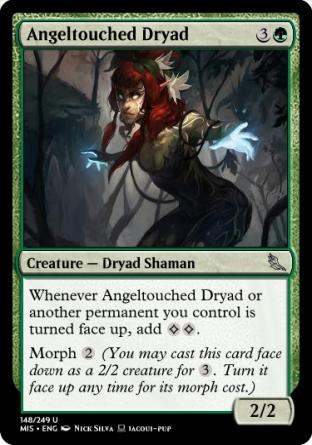 Angeltouched Dryad 3
Creature — Dryad Shaman
Whenever Angeltouched Dryad or
another permanent you control is
turned face up, add ◇◇.
Morph 2 (You may cast this card face
down as a 2/2 creature for 3. Turn it
face up any time for its morph cost.)
2/2
148/249 U
MIS • ENG NICK SILVA JACQUI-PUP